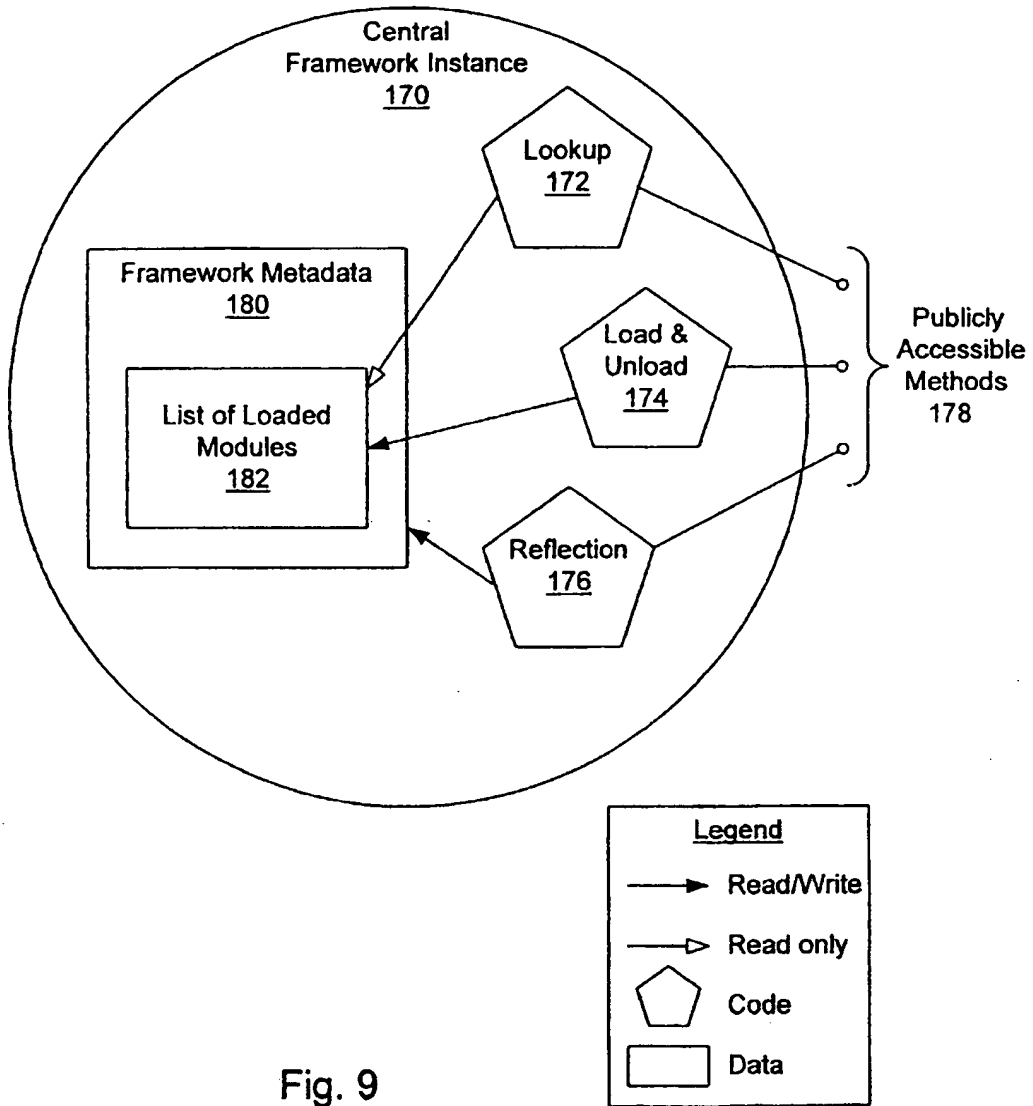 Central
Framework Instance
170
Lookup
172
Framework Metadata
180
Load &
Unload
174
Publicly
Accessible
Methods
178
List of Loaded
Modules
182
Reflection
176
Legend
Read/Write
Read only
Code
Data
Fig. 9